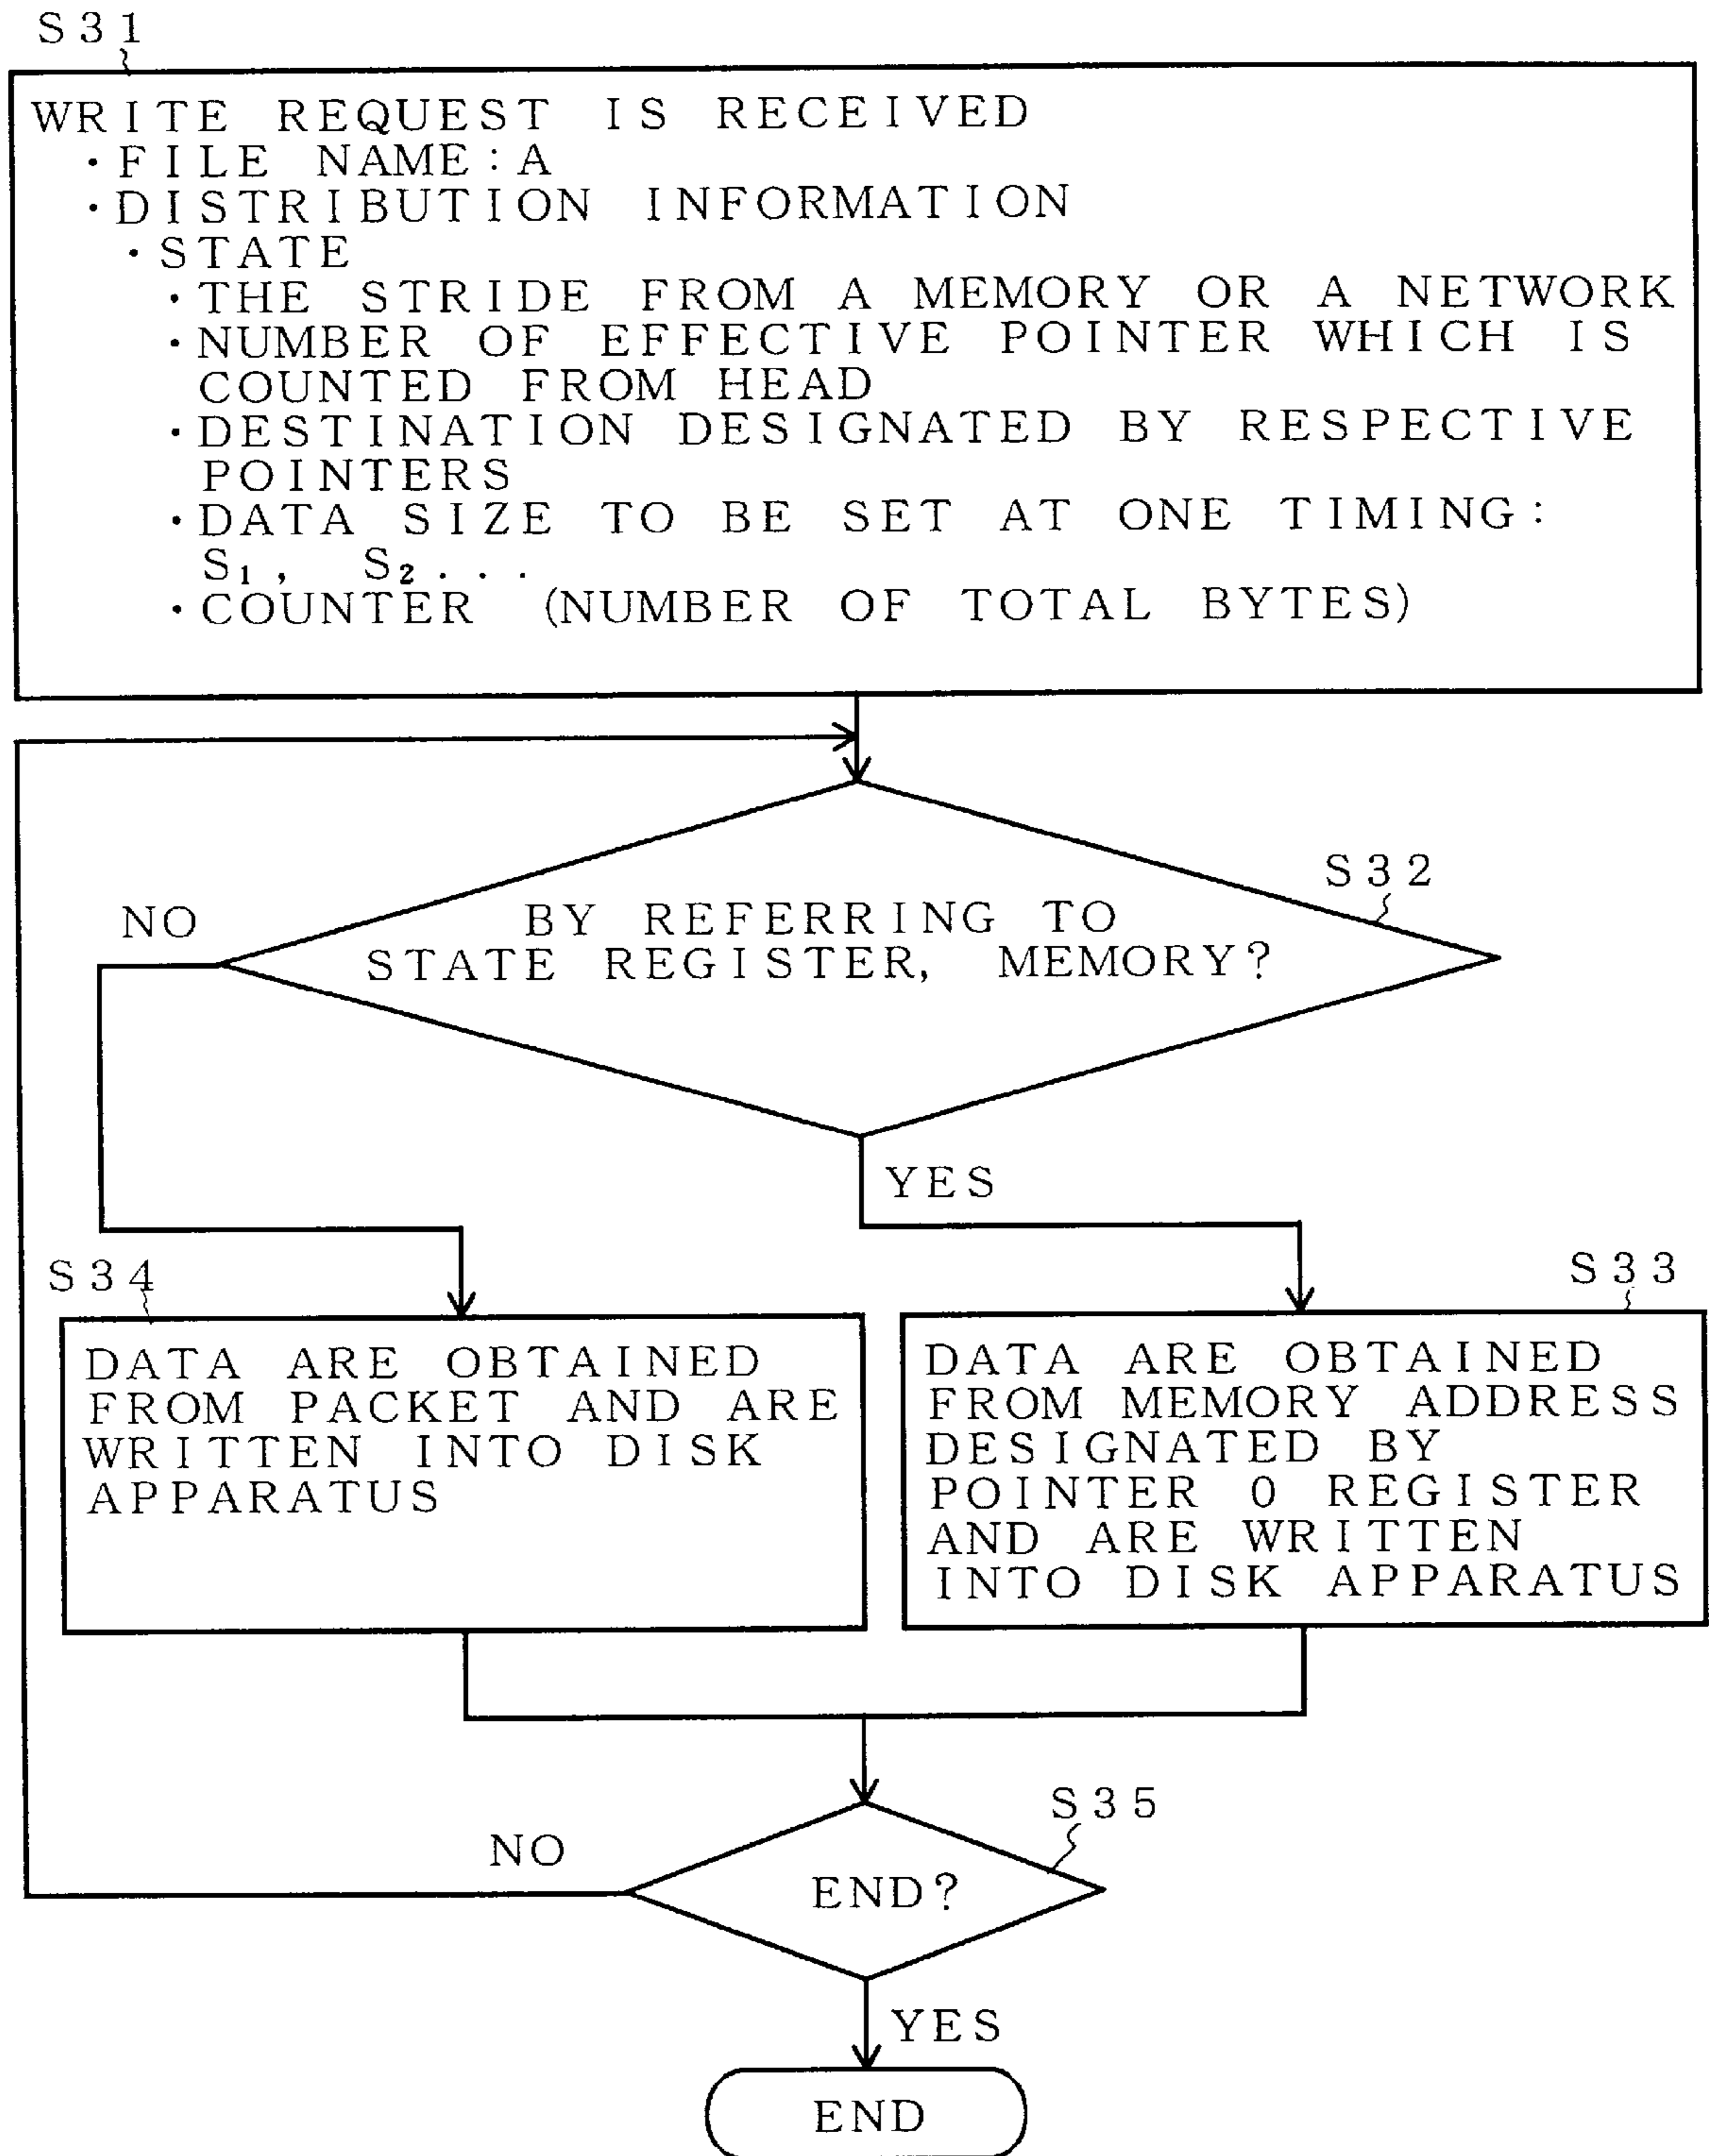 S31
WRITE REQUEST IS RECEIVED
・FILE NAME:A
・DISTRIBUTION INFORMATION
・STATE
・THE STRIDE FROM A MEMORY OR A NETWORK
・NUMBER OF EFFECTIVE POINTER WHICH IS
COUNTED FROM HEAD
・DESTINATION DESIGNATED BY RESPECTIVE
POINTERS
・DATA SIZE TO BE SET AT ONE TIMING:
S₁, S₂...
・COUNTER (NUMBER OF TOTAL BYTES)
S32
NO
BY REFERRING TO
STATE REGISTER, MEMORY?
YES
S34
DATA ARE OBTAINED
FROM PACKET AND ARE
WRITTEN INTO DISK
APPARATUS
S33
DATA ARE OBTAINED
FROM MEMORY ADDRESS
DESIGNATED BY
POINTER 0 REGISTER
AND ARE WRITTEN
INTO DISK APPARATUS
S35
NO
END?
YES
END